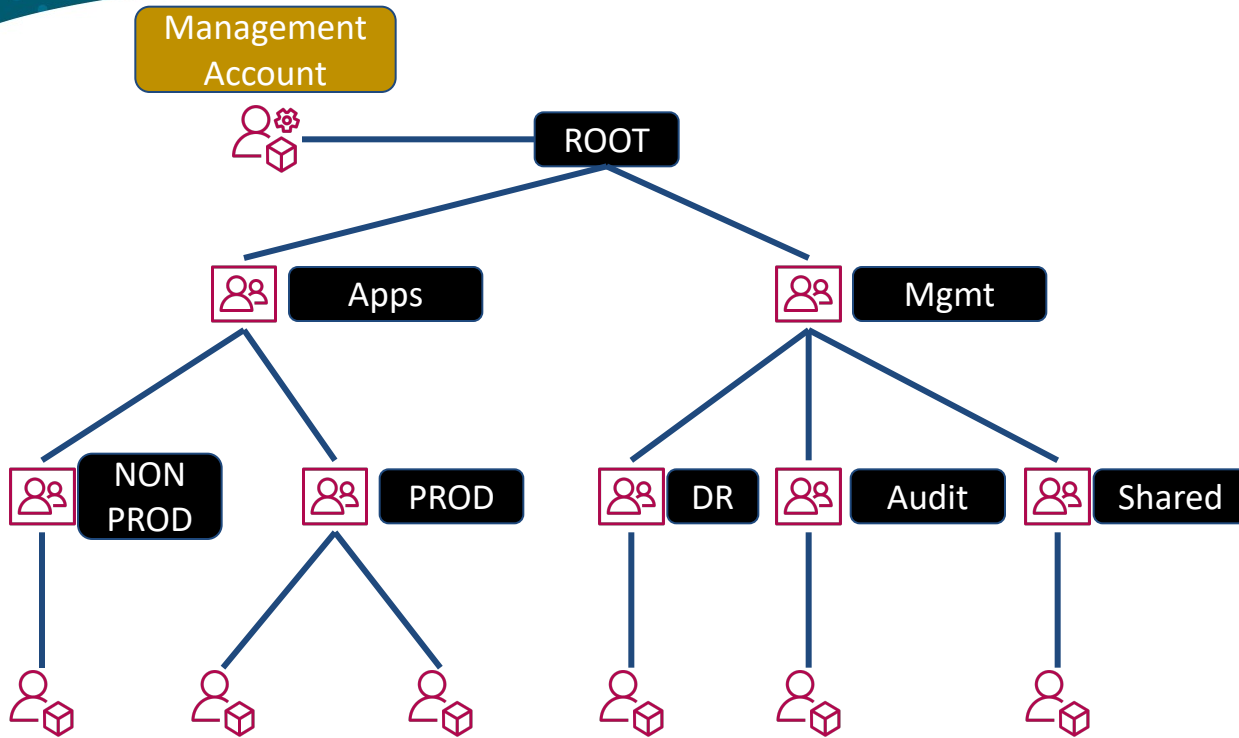 Management
Account
ROOT
Apps
Mgmt
NON
PROD
PROD
DR
Audit
Shared